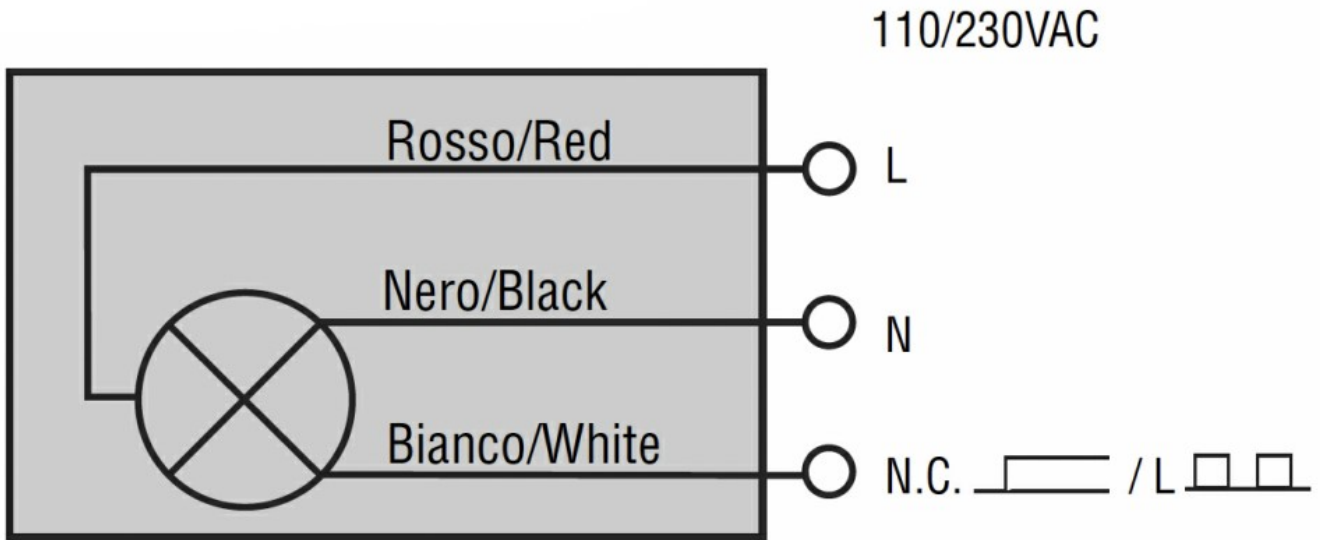 110/230VAC
Rosso/Red
L
Nero/Black
N
Bianco/White
N.C. / L